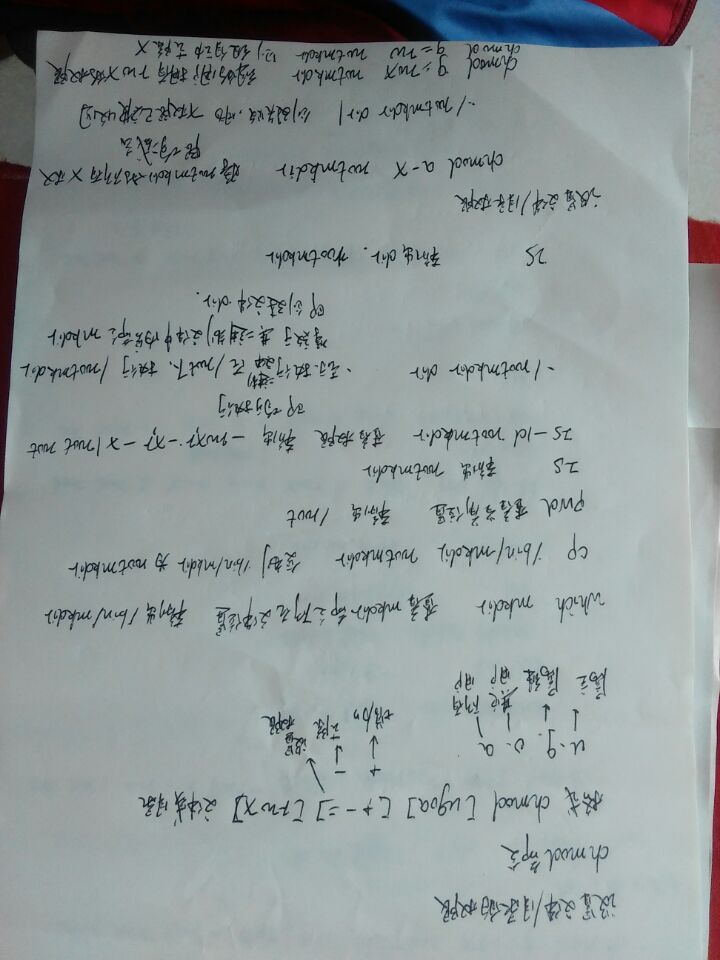 设置文件/目录的权限
chmod 命令
格式 chmod [ugoa] [+-=] [rwx] 文件或目录
u. g. o. a
+ -
增加 去除 设置权限
属主 属组 其它用户 所有用户
which mkdir 查看mkdir命令所在文件位置 输出 /bin/mkdir
cp /bin/mkdir rootmkdir 复制 /bin/mkdir 为 rootmkdir
pwd 查看当前位置 输出 /root
ls 输出 rootmkdir
ls -ld rootmkdir 查看权限 输出 -rwxr-xr-x 1 root root
即均可执行
./rootmkdir dir .表示执行二进制文件 在/root下、执行 /rootmkdir
等效于 其二进制文件中内容命令 mkdir
即创建文件 dir.
ls 输出 dir. rootmkdir
设置文件/目录权限
chmod a-x rootmkdir 将rootmkdir的所有x权
限均减去
./rootmkdir dir1 创建失败, 因为 x权限已被收回
chmod g=rwx rootmkdir 组的用户拥有rwx的权限
chmod g=rw rootmkdir 则组自动去除x